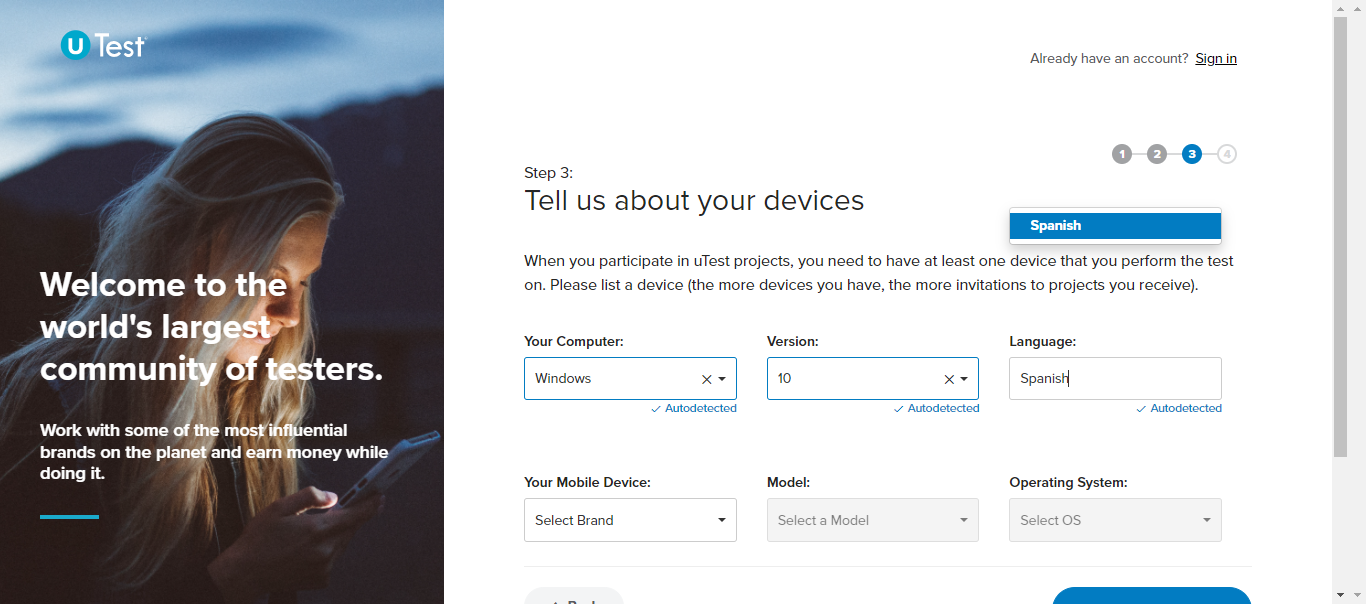 uTest
Already have an account? Sign in
1 2 3 4
Step 3:
Tell us about your devices
Spanish
When you participate in uTest projects, you need to have at least one device that you perform the test
on. Please list a device (the more devices you have, the more invitations to projects you receive).
Welcome to the
world's largest
community of testers.
Work with some of the most influential
brands on the planet and earn money while
doing it.
Your Computer: Version: Language:
Windows 10 Spanish
Autodetected Autodetected Autodetected
Your Mobile Device: Model: Operating System:
Select Brand Select a Model Select OS